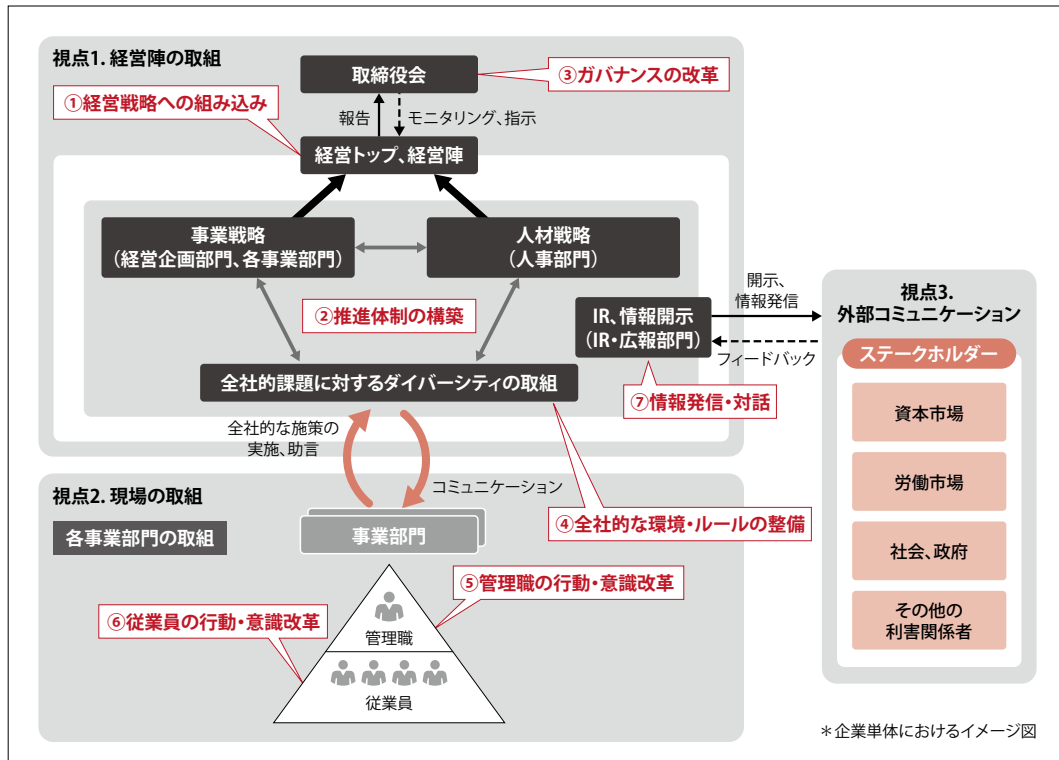 視点1. 経営陣の取組
取締役会
③ガバナンスの改革
①経営戦略への組み込み
報告
モニタリング、指示
経営トップ、経営陣
事業戦略
（経営企画部門、各事業部門）
人材戦略
（人事部門）
②推進体制の構築
IR、情報開示
（IR・広報部門）
開示、
情報発信
フィードバック
全社的課題に対するダイバーシティの取組
⑦情報発信・対話
全社的な施策の
実施、助言
コミュニケーション
④全社的な環境・ルールの整備
視点2. 現場の取組
各事業部門の取組
事業部門
⑤管理職の行動・意識改革
⑥従業員の行動・意識改革
管理職
従業員
視点3.
外部コミュニケーション
ステークホルダー
資本市場
労働市場
社会、政府
その他の
利害関係者
＊企業単体におけるイメージ図